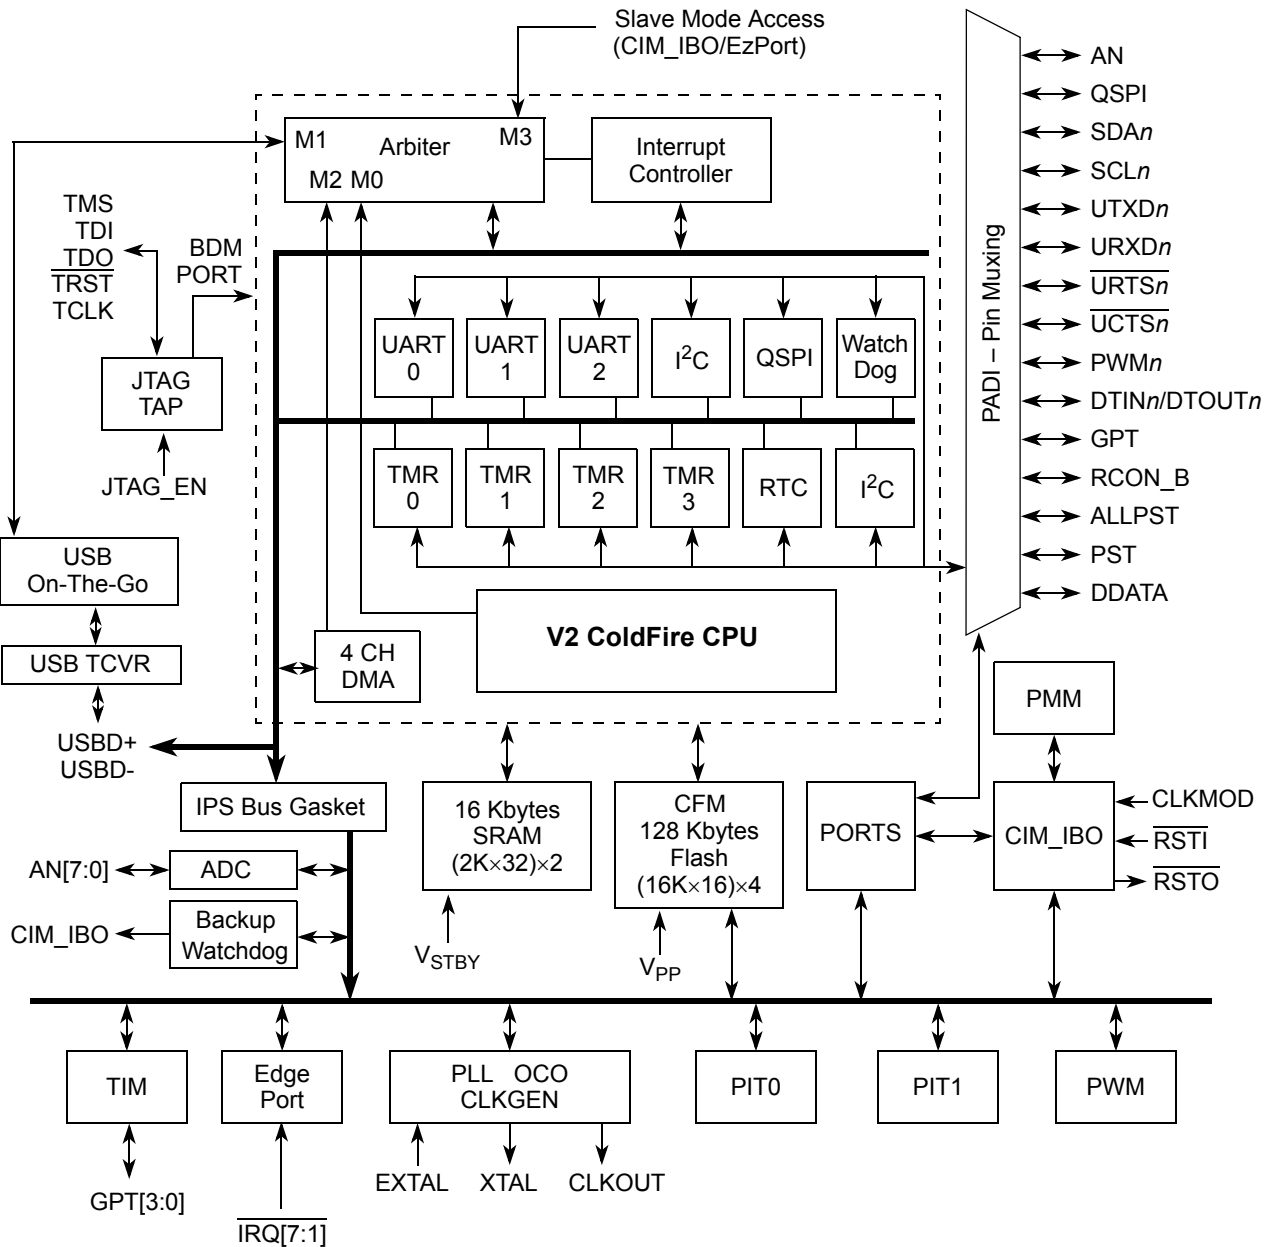 Slave Mode Access
(CIM_IBO/EzPort)
M1
Arbiter
M3
M2 M0
Interrupt
Controller
TMS
TDI
TDO
TRST
TCLK
BDM
PORT
JTAG
TAP
JTAG_EN
UART
0
UART
1
UART
2
I2C
QSPI
Watch
Dog
TMR
0
TMR
1
TMR
2
TMR
3
RTC
I2C
V2 ColdFire CPU
4 CH
DMA
USB
On-The-Go
USB TCVR
USBD+
USBD-
PADI – Pin Muxing
AN
QSPI
SDAn
SCLn
UTXDn
URXDn
URTSn
UCTSn
PWMn
DTINn/DTOUTn
GPT
RCON_B
ALLPST
PST
DDATA
PMM
IPS Bus Gasket
16 Kbytes
SRAM
(2K×32)×2
VSTBY
CFM
128 Kbytes
Flash
(16K×16)×4
VPP
PORTS
CIM_IBO
CLKMOD
RSTI
RSTO
AN[7:0]
ADC
CIM_IBO
Backup
Watchdog
TIM
GPT[3:0]
Edge
Port
IRQ[7:1]
PLL OCO
CLKGEN
EXTAL
XTAL
CLKOUT
PIT0
PIT1
PWM